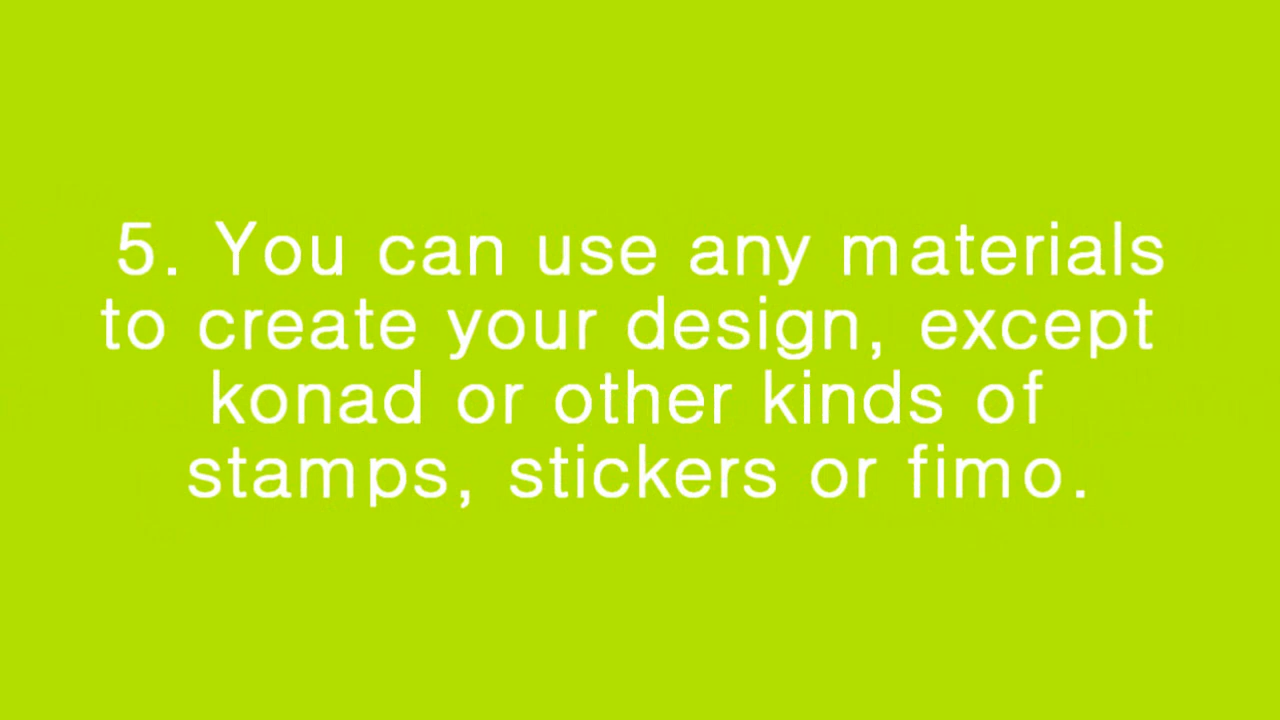 5. You can use any materials
to create your design, except
konad or other kinds of
stamps, stickers or fimo.